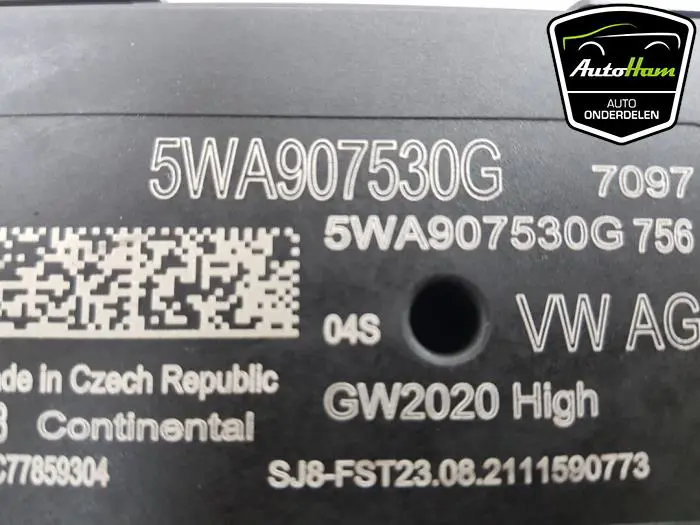 AutoHam
AUTO
ONDERDELEN
5WA907530G
7097
5WA907530G 756
04S
VW AG
in Czech Republic
GW2020 High
Continental
C77859304
SJ8-FST23.08.2111590773